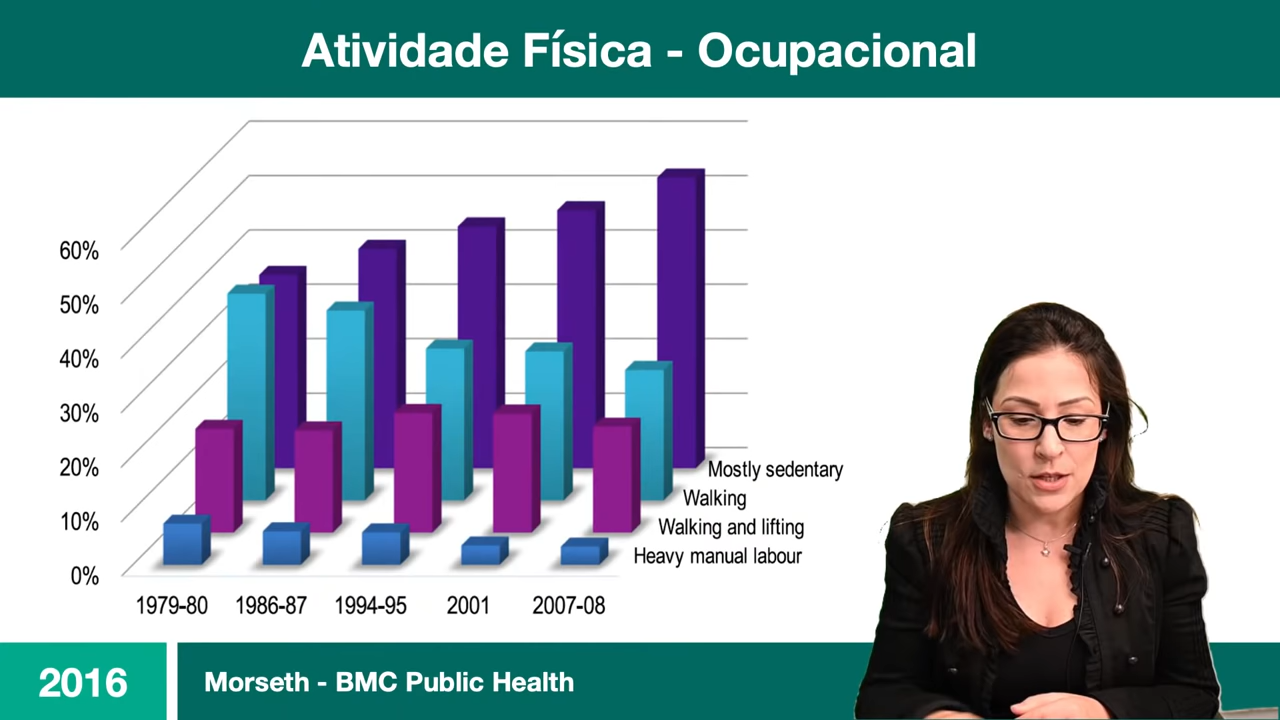 Atividade Física - Ocupacional
60%
50%
40%
30%
20%
10%
0%
Mostly sedentary
Walking
Walking and lifting
Heavy manual labour
1979-80 1986-87 1994-95 2001 2007-08
2016 Morseth - BMC Public Health